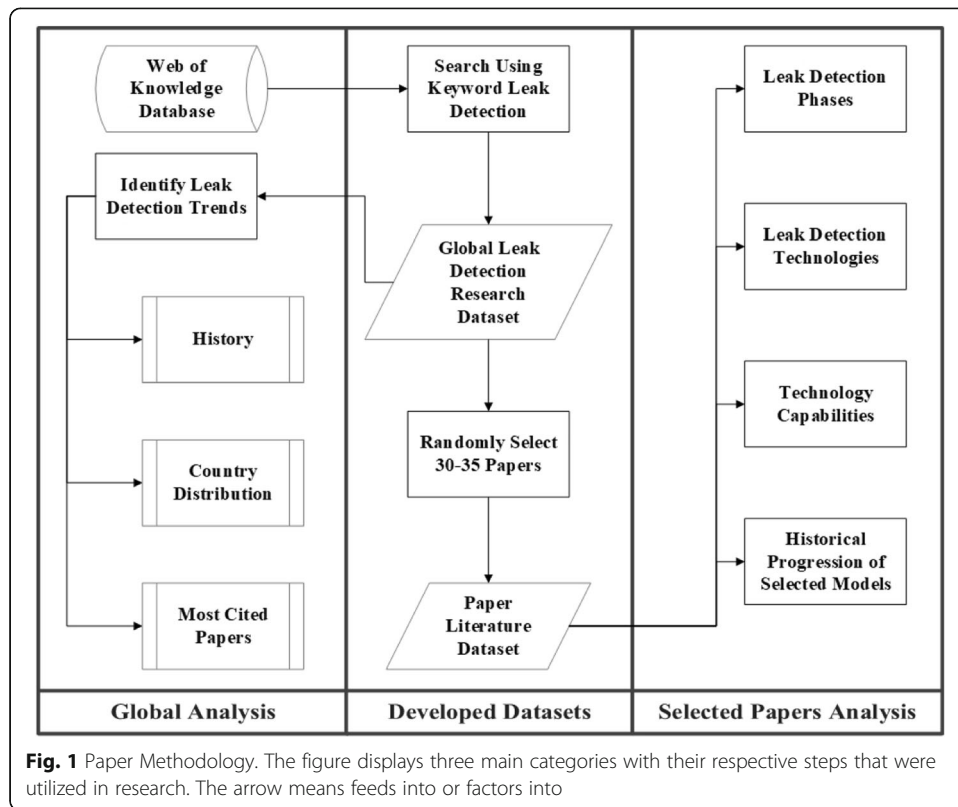 Web of
Knowledge
Database
Search Using
Keyword Leak
Detection
Leak Detection
Phases
Identify Leak
Detection Trends
Global Leak
Detection
Research
Dataset
Leak Detection
Technologies
History
Randomly Select
30-35 Papers
Technology
Capabilities
Country
Distribution
Historical
Progression of
Selected Models
Most Cited
Papers
Paper
Literature
Dataset
Global Analysis
Developed Datasets
Selected Papers Analysis
Fig. 1 Paper Methodology. The figure displays three main categories with their respective steps that were
utilized in research. The arrow means feeds into or factors into